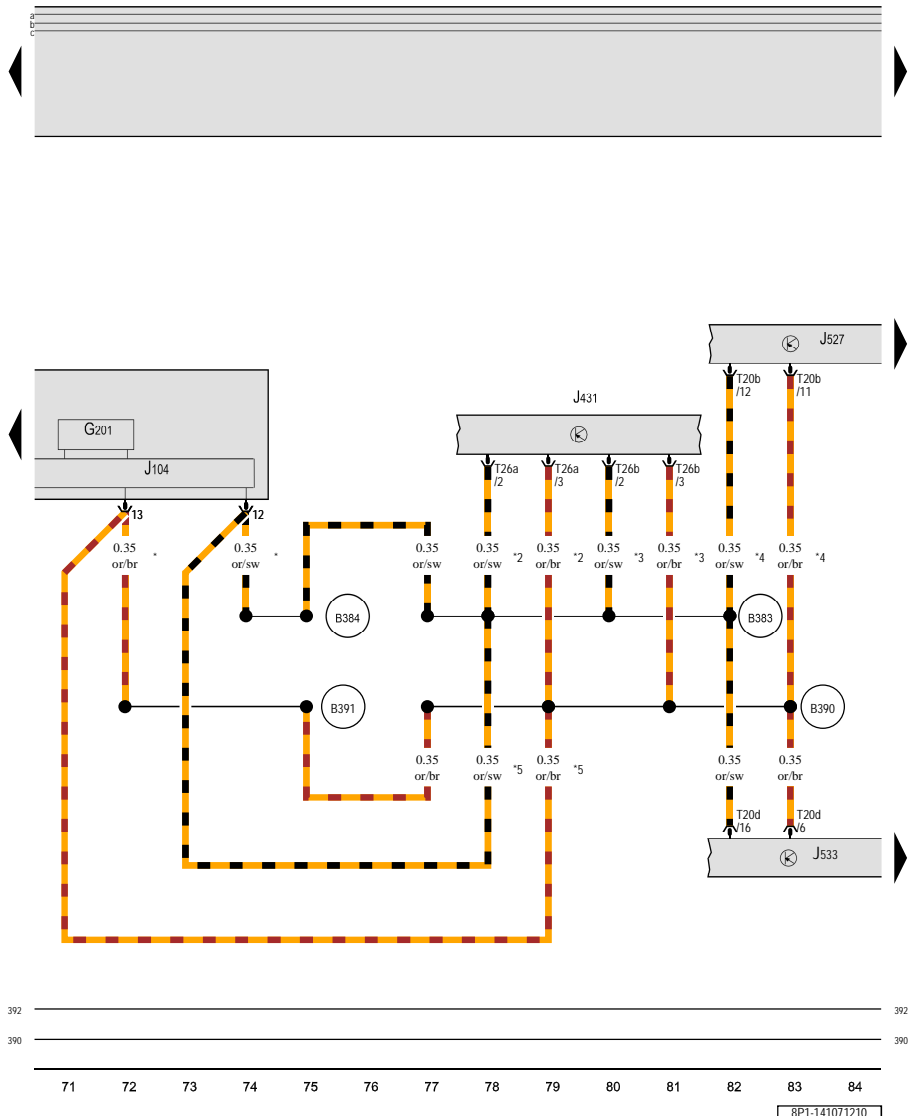 a
b
c
J527
T20b
/12
T20b
/11
J431
G201
J104
T26a
/2
T26a
/3
T26b
/2
T26b
/3
13
12
0.35
or/br
*
0.35
or/sw
*
0.35
or/sw
0.35
or/sw
*2
0.35
or/br
*2
0.35
or/sw
*3
0.35
or/br
*3
0.35
or/sw
*4
0.35
or/br
*4
B384
B383
B391
B390
0.35
or/br
0.35
or/sw
*5
0.35
or/br
*5
0.35
or/sw
0.35
or/br
T20d
/16
T20d
/6
J533
392 392
390 390
71 72 73 74 75 76 77 78 79 80 81 82 83 84
8P1-141071210